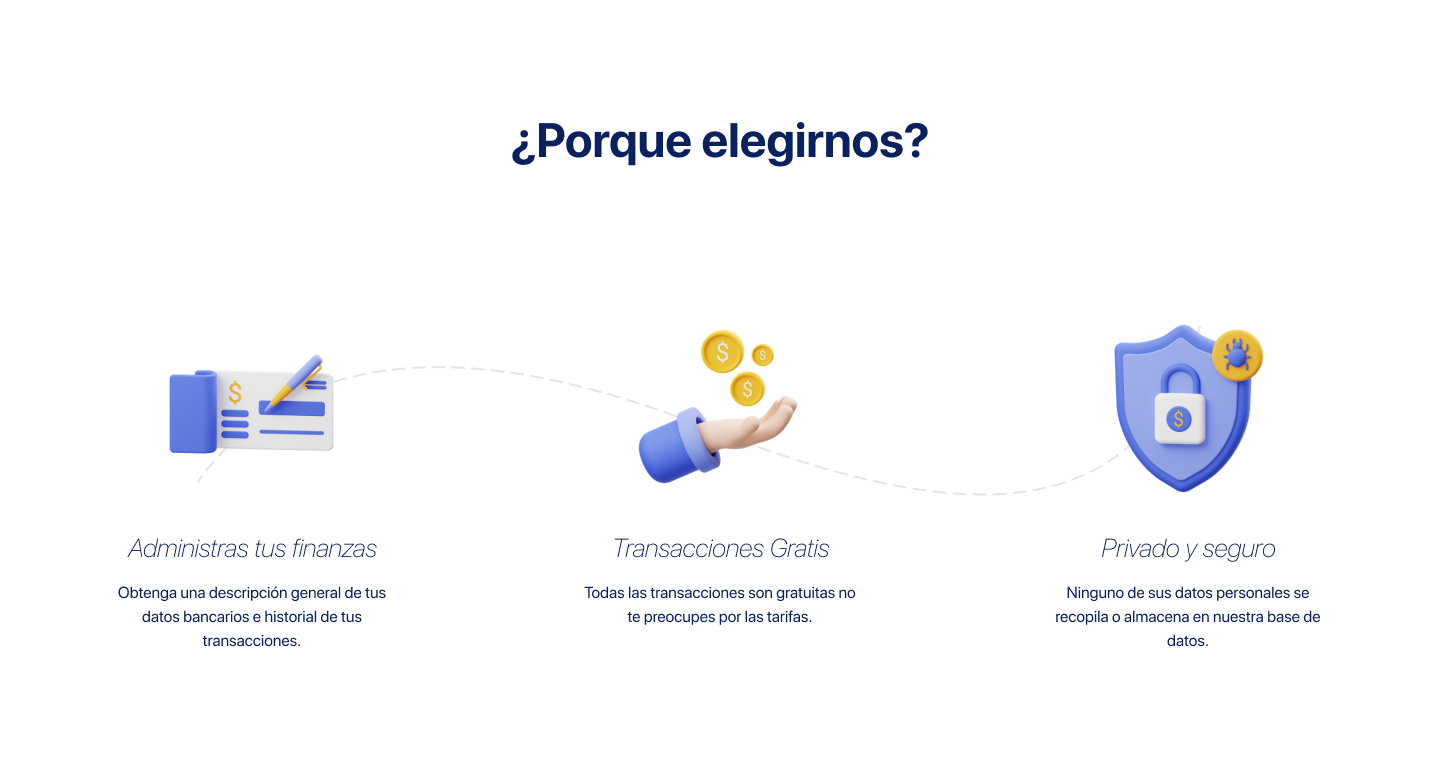 ¿Porque elegirnos?
Administras tus finanzas
Obtenga una descripción general de tus
datos bancarios e historial de tus
transacciones.
Transacciones Gratis
Todas las transacciones son gratuitas no
te preocupes por las tarifas.
Privado y seguro
Ninguno de sus datos personales se
recopila o almacena en nuestra base de
datos.